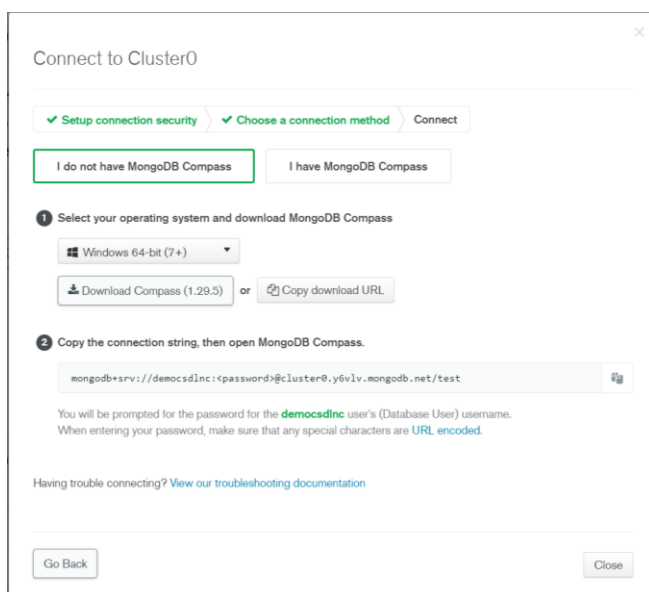 Connect to Cluster0
✔ Setup connection security ✔ Choose a connection method Connect
I do not have MongoDB Compass I have MongoDB Compass
1 Select your operating system and download MongoDB Compass
Windows 64-bit (7+)
Download Compass (1.29.5) or Copy download URL
2 Copy the connection string, then open MongoDB Compass.
mongodb+srv://democsdlnc:<password>@cluster0.y6vlv.mongodb.net/test
You will be prompted for the password for the democsdlnc user's (Database User) username.
When entering your password, make sure that any special characters are URL encoded.
Having trouble connecting? View our troubleshooting documentation
Go Back Close